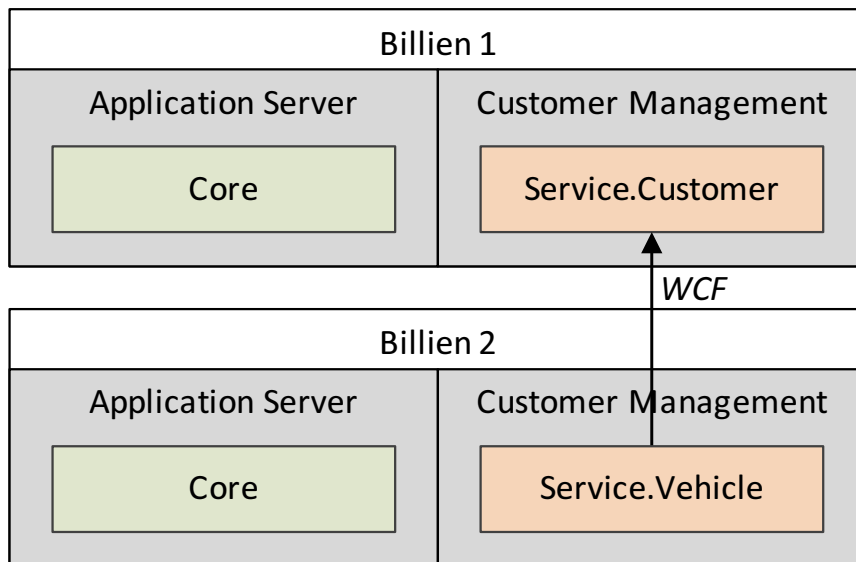 Billien 1
Application Server
Customer Management
Core
Service.Customer
WCF
Billien 2
Application Server
Customer Management
Core
Service.Vehicle